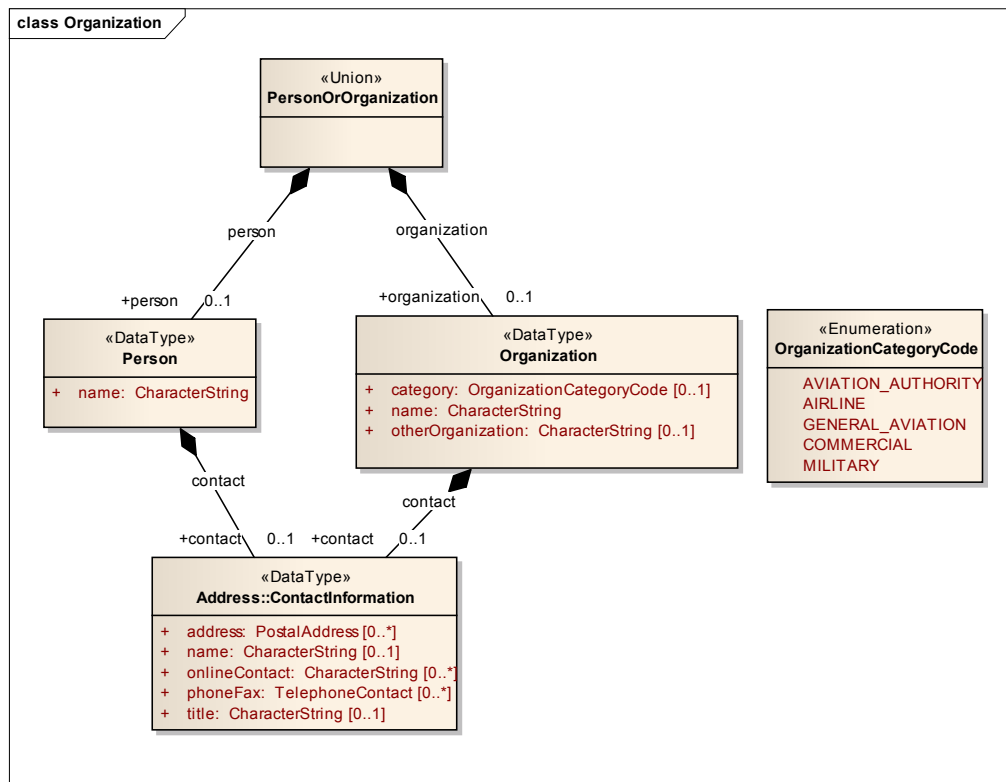 class Organization
«Union»
PersonOrOrganization
person
organization
+person 0..1
+organization 0..1
«DataType»
Person
+ name: CharacterString
«DataType»
Organization
+ category: OrganizationCategoryCode [0..1]
+ name: CharacterString
+ otherOrganization: CharacterString [0..1]
«Enumeration»
OrganizationCategoryCode
AVIATION_AUTHORITY
AIRLINE
GENERAL_AVIATION
COMMERCIAL
MILITARY
contact
contact
+contact 0..1
+contact 0..1
«DataType»
Address::ContactInformation
+ address: PostalAddress [0..*]
+ name: CharacterString [0..1]
+ onlineContact: CharacterString [0..*]
+ phoneFax: TelephoneContact [0..*]
+ title: CharacterString [0..1]